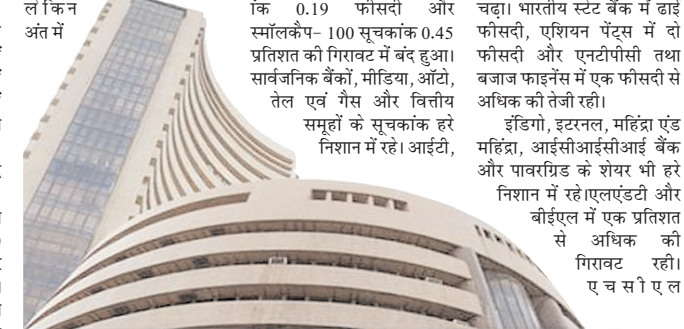 लेकिन
अंत में
ांक 0.19 फीसदी और
स्मॉलकैप- 100 सूचकांक 0.45
प्रतिशत की गिरावट में बंद हुआ।
सार्वजनिक बैंकों, मीडिया, ऑटो,
तेल एवं गैस और वित्तीय
समूहों के सूचकांक हरे
निशान में रहे। आईटी,
चढ़ा। भारतीय स्टेट बैंक में ढाई
फीसदी, एशियन पेंट्स में दो
फीसदी और एनटीपीसी तथा
बजाज फाइनेंस में एक फीसदी से
अधिक की तेजी रही।
इंडिगो, इटरनल, महिंद्रा एंड
महिंद्रा, आईसीआईसीआई बैंक
और पावरग्रिड के शेयर भी हरे
निशान में रहे।एलएंडटी और
बीईएल में एक प्रतिशत
से अधिक की
गिरावट रही।
एचसीएल